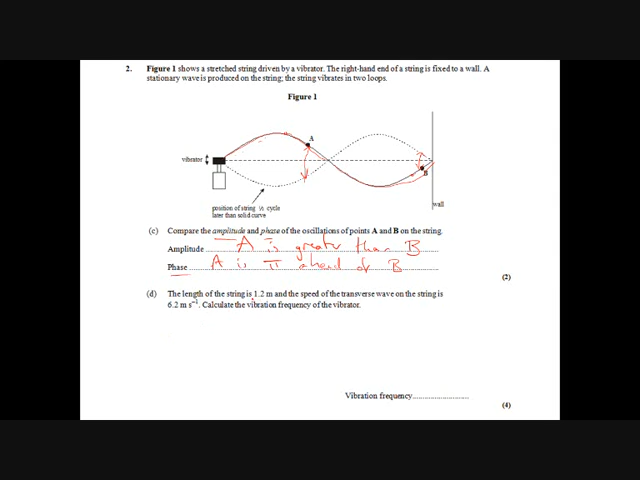 2. Figure 1 shows a stretched string driven by a vibrator. The right-hand end of a string is fixed to a wall. A
stationary wave is produced on the string; the string vibrates in two loops.
Figure 1
A
vibrator
B
wall
position of string in cycle
later than solid curve
(c) Compare the amplitude and phase of the oscillations of points A and B on the string.
Amplitude A is greater than B
Phase A is π ahead of B
(2)
(d) The length of the string is 1.2 m and the speed of the transverse wave on the string is
6.2 m s⁻¹. Calculate the vibration frequency of the vibrator.
Vibration frequency..........................
(4)